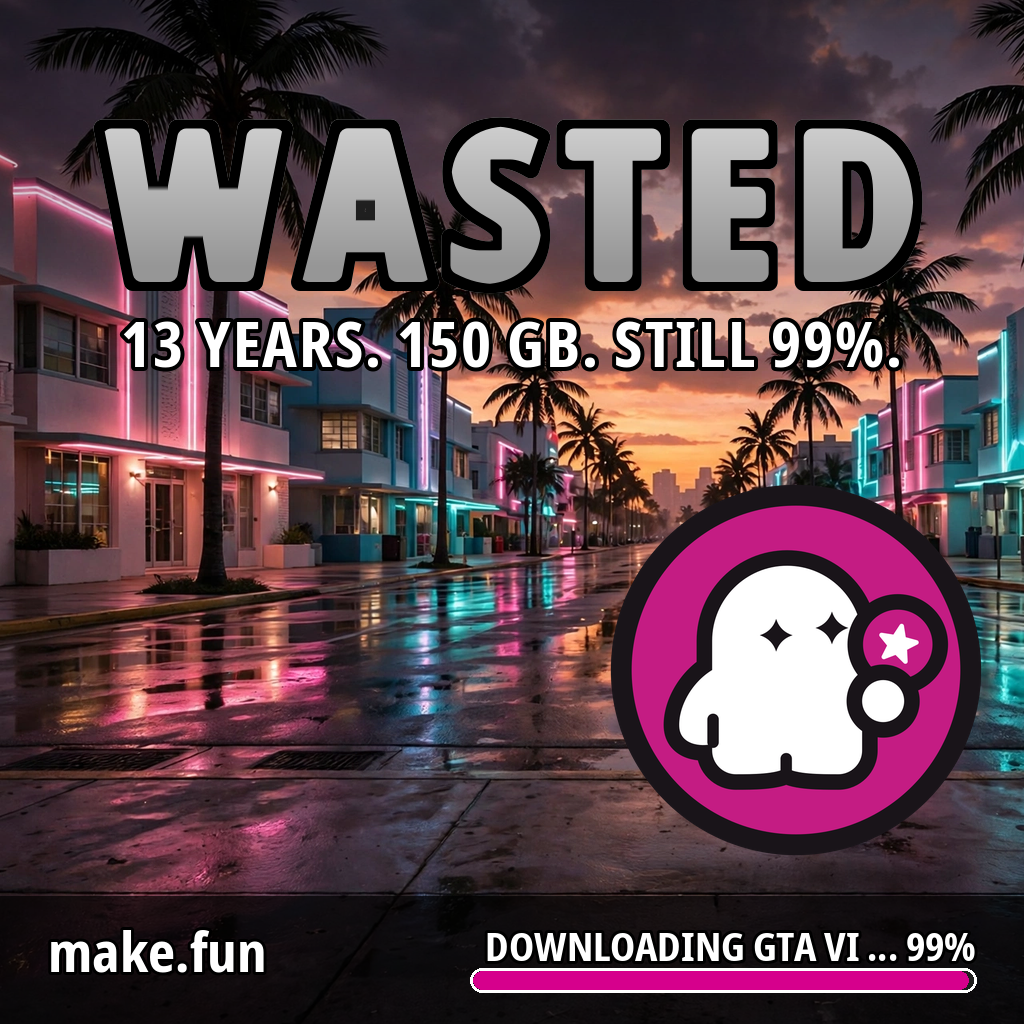 WASTED
13 YEARS. 150 GB. STILL 99%.
make.fun
DOWNLOADING GTA VI ... 99%